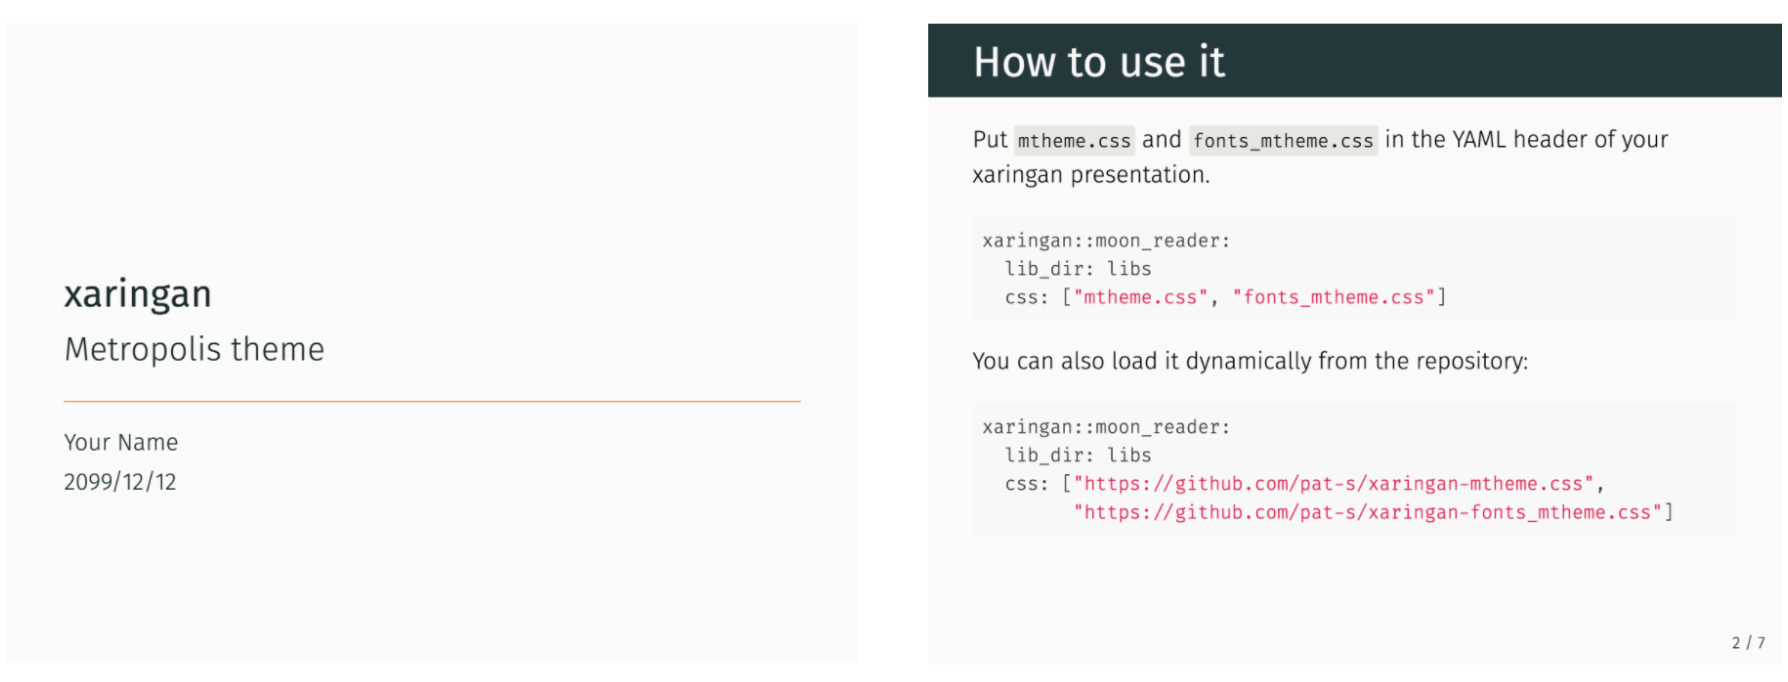 xaringan
Metropolis theme
Your Name
2099/12/12
How to use it
Put mtheme.css and fonts_mtheme.css in the YAML header of your
xaringan presentation.
xaringan::moon_reader:
  lib_dir: libs
  css: ["mtheme.css", "fonts_mtheme.css"]
You can also load it dynamically from the repository:
xaringan::moon_reader:
  lib_dir: libs
  css: ["https://github.com/pat-s/xaringan-mtheme.css",
        "https://github.com/pat-s/xaringan-fonts_mtheme.css"]
2 / 7